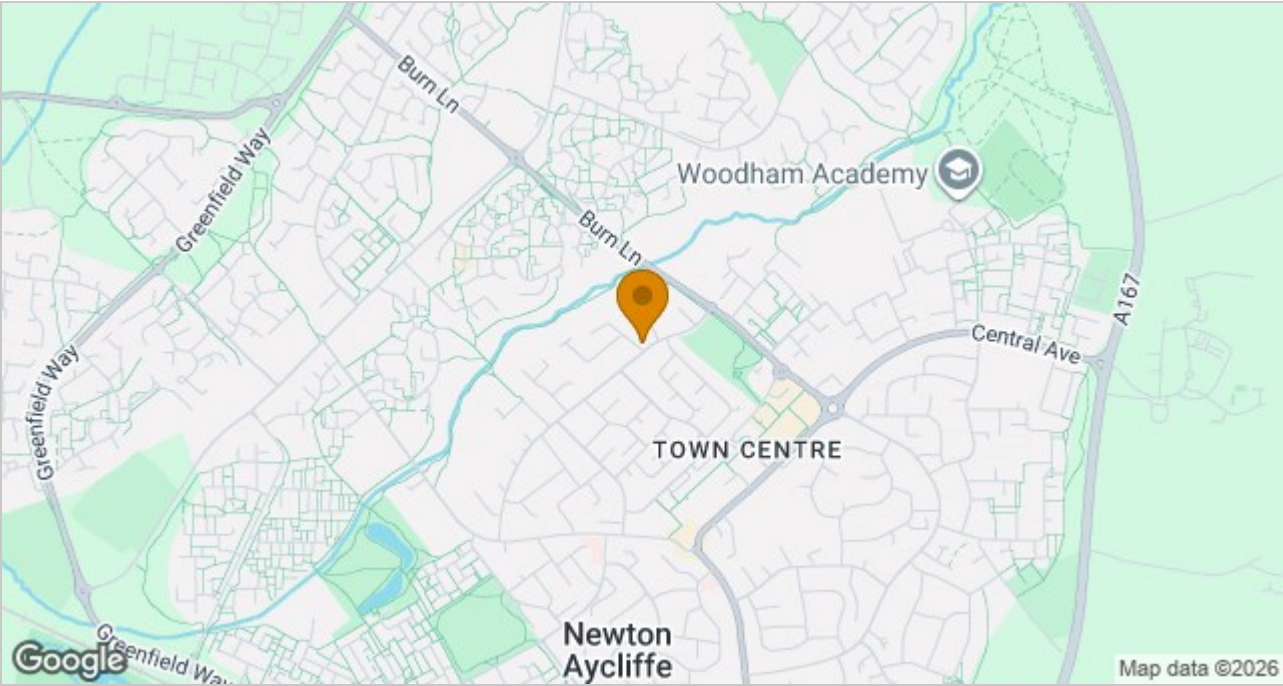 Burn Ln
Greenfield Way
Woodham Academy
Burn Ln
A167
Central Ave
Greenfield Way
TOWN CENTRE
Newton
Aycliffe
Greenfield Way
Google
Map data ©2026